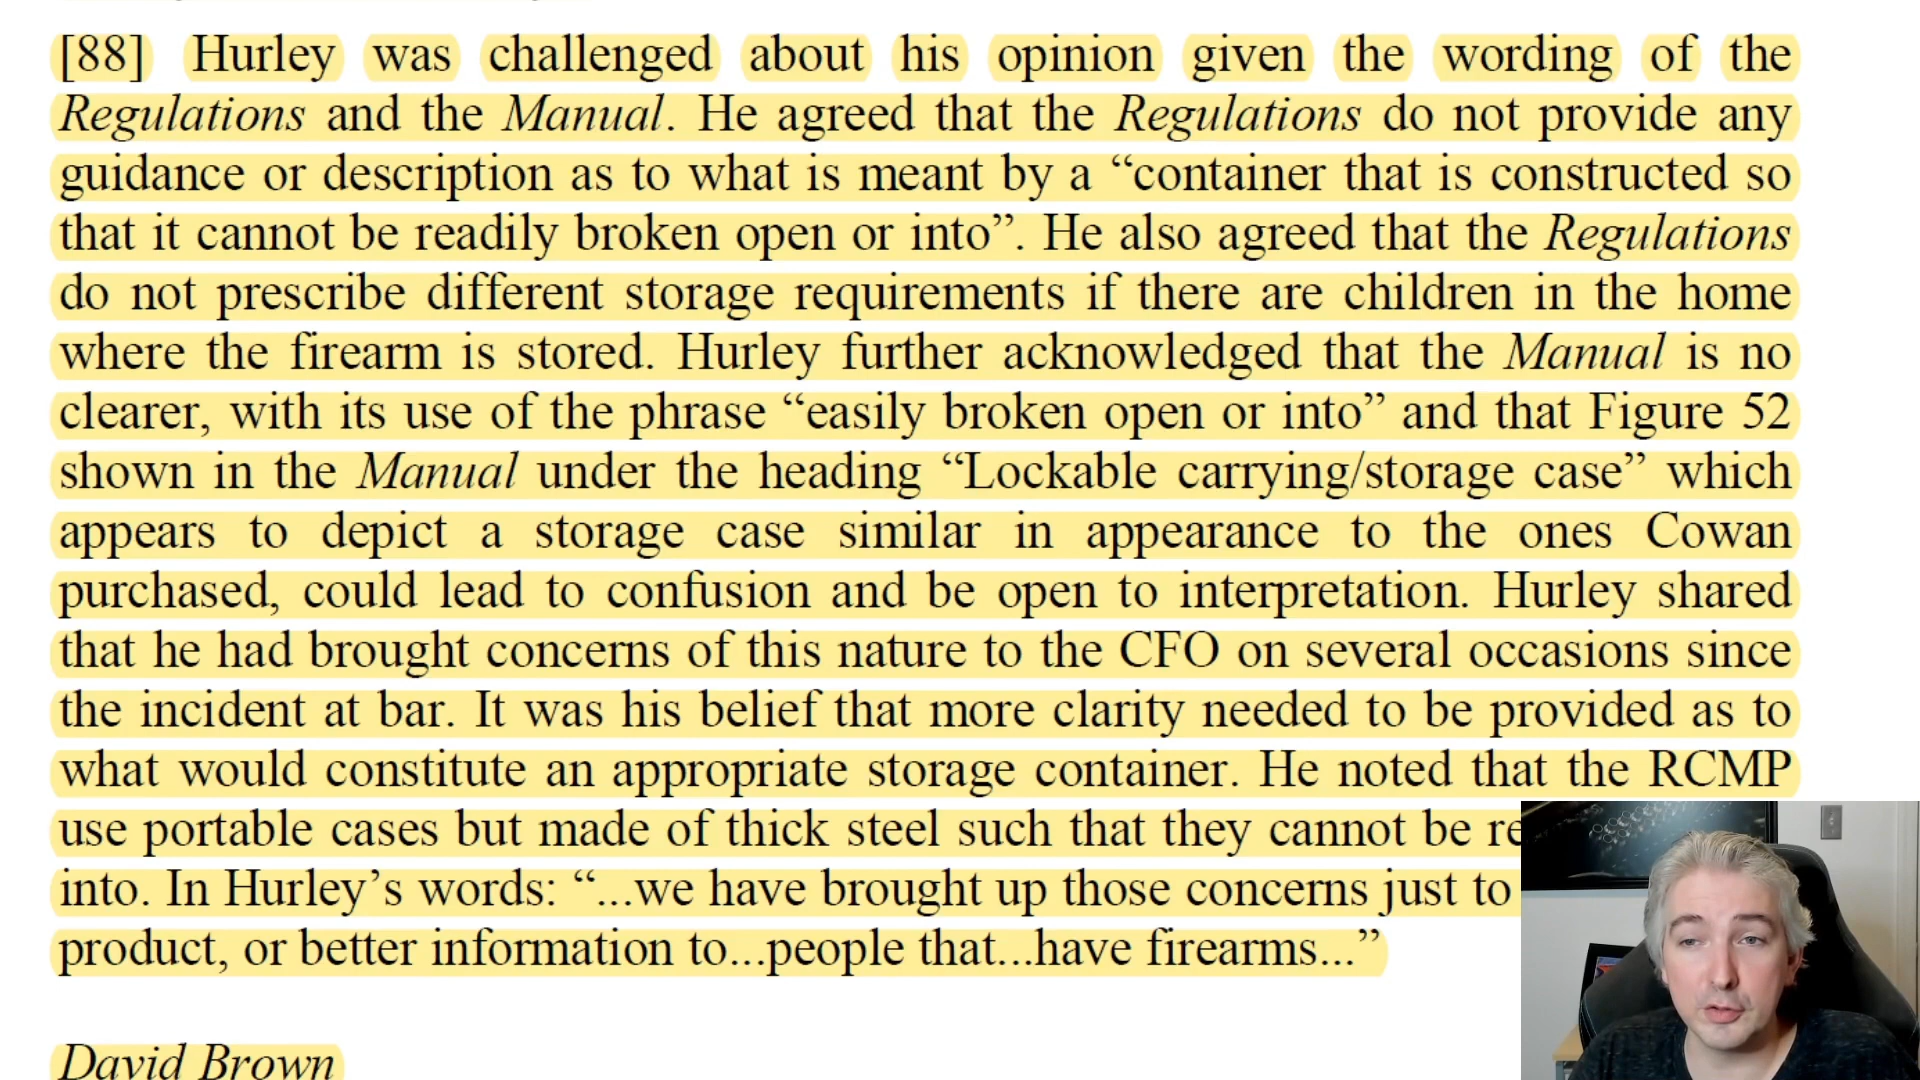 [88] Hurley was challenged about his opinion given the wording of the
Regulations and the Manual. He agreed that the Regulations do not provide any
guidance or description as to what is meant by a “container that is constructed so
that it cannot be readily broken open or into”. He also agreed that the Regulations
do not prescribe different storage requirements if there are children in the home
where the firearm is stored. Hurley further acknowledged that the Manual is no
clearer, with its use of the phrase “easily broken open or into” and that Figure 52
shown in the Manual under the heading “Lockable carrying/storage case” which
appears to depict a storage case similar in appearance to the ones Cowan
purchased, could lead to confusion and be open to interpretation. Hurley shared
that he had brought concerns of this nature to the CFO on several occasions since
the incident at bar. It was his belief that more clarity needed to be provided as to
what would constitute an appropriate storage container. He noted that the RCMP
use portable cases but made of thick steel such that they cannot be
into. In Hurley’s words: “...we have brought up those concerns just to
product, or better information to...people that...have firearms...”
David Brown